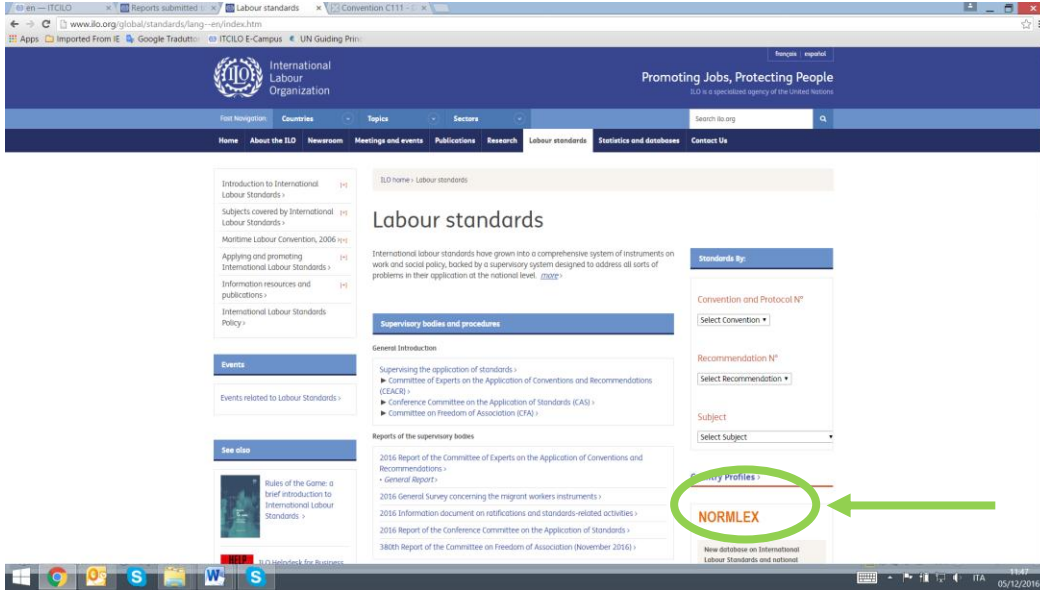 en — ITCILO
Reports submitted
Labour standards
Convention C111 -
www.ilo.org/global/standards/lang--en/index.htm
Apps Imported From IE Google Tradutto ITCILO E-Campus UN Guiding Prin
français español
International
Labour
Organization
Promoting Jobs, Protecting People
ILO is a specialized agency of the United Nations
Fast Navigation: Countries Topics Sectors
Search ilo.org
Home About the ILO Newsroom Meetings and events Publications Research Labour standards Statistics and databases Contact Us
Introduction to International [+]
Labour Standards ›
Subjects covered by International [+]
Labour Standards ›
Maritime Labour Convention, 2006 › [+]
Applying and promoting [+]
International Labour Standards ›
Information resources and [+]
publications ›
International Labour Standards
Policy ›
Events
Events related to Labour Standards ›
See also
Rules of the Game: a
brief introduction to
International Labour
Standards ›
HELP ILO Helpdesk for Business
ILO home › Labour standards
Labour standards
International labour standards have grown into a comprehensive system of instruments on
work and social policy, backed by a supervisory system designed to address all sorts of
problems in their application at the national level. more ›
Supervisory bodies and procedures
General Introduction
Supervising the application of standards ›
► Committee of Experts on the Application of Conventions and Recommendations
(CEACR) ›
► Conference Committee on the Application of Standards (CAS) ›
► Committee on Freedom of Association (CFA) ›
Reports of the supervisory bodies
2016 Report of the Committee of Experts on the Application of Conventions and
Recommendations ›
• General Report ›
2016 General Survey concerning the migrant workers instruments ›
2016 Information document on ratifications and standards-related activities ›
2016 Report of the Conference Committee on the Application of Standards ›
380th Report of the Committee on Freedom of Association (November 2016) ›
Standards By:
Convention and Protocol N°
Select Convention
Recommendation N°
Select Recommendation
Subject
Select Subject
Country Profiles ›
NORMLEX
New database on International
Labour Standards and national
ITA
11:47
05/12/2016